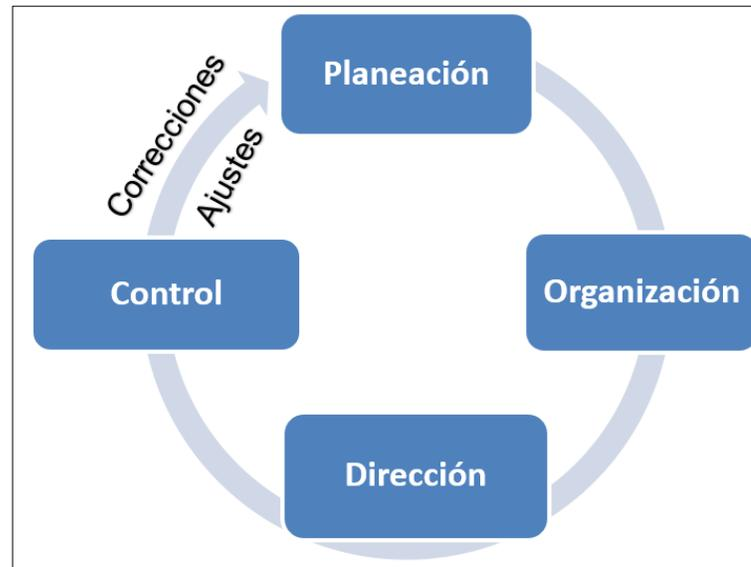 Planeación
Correcciones
Ajustes
Control
Organización
Dirección